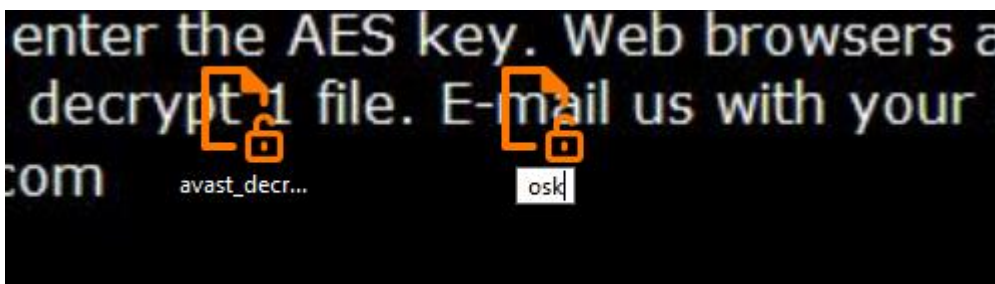 enter the AES key. Web browsers a
decrypt 1 file. E-mail us with your
com
avast_decr...
osk